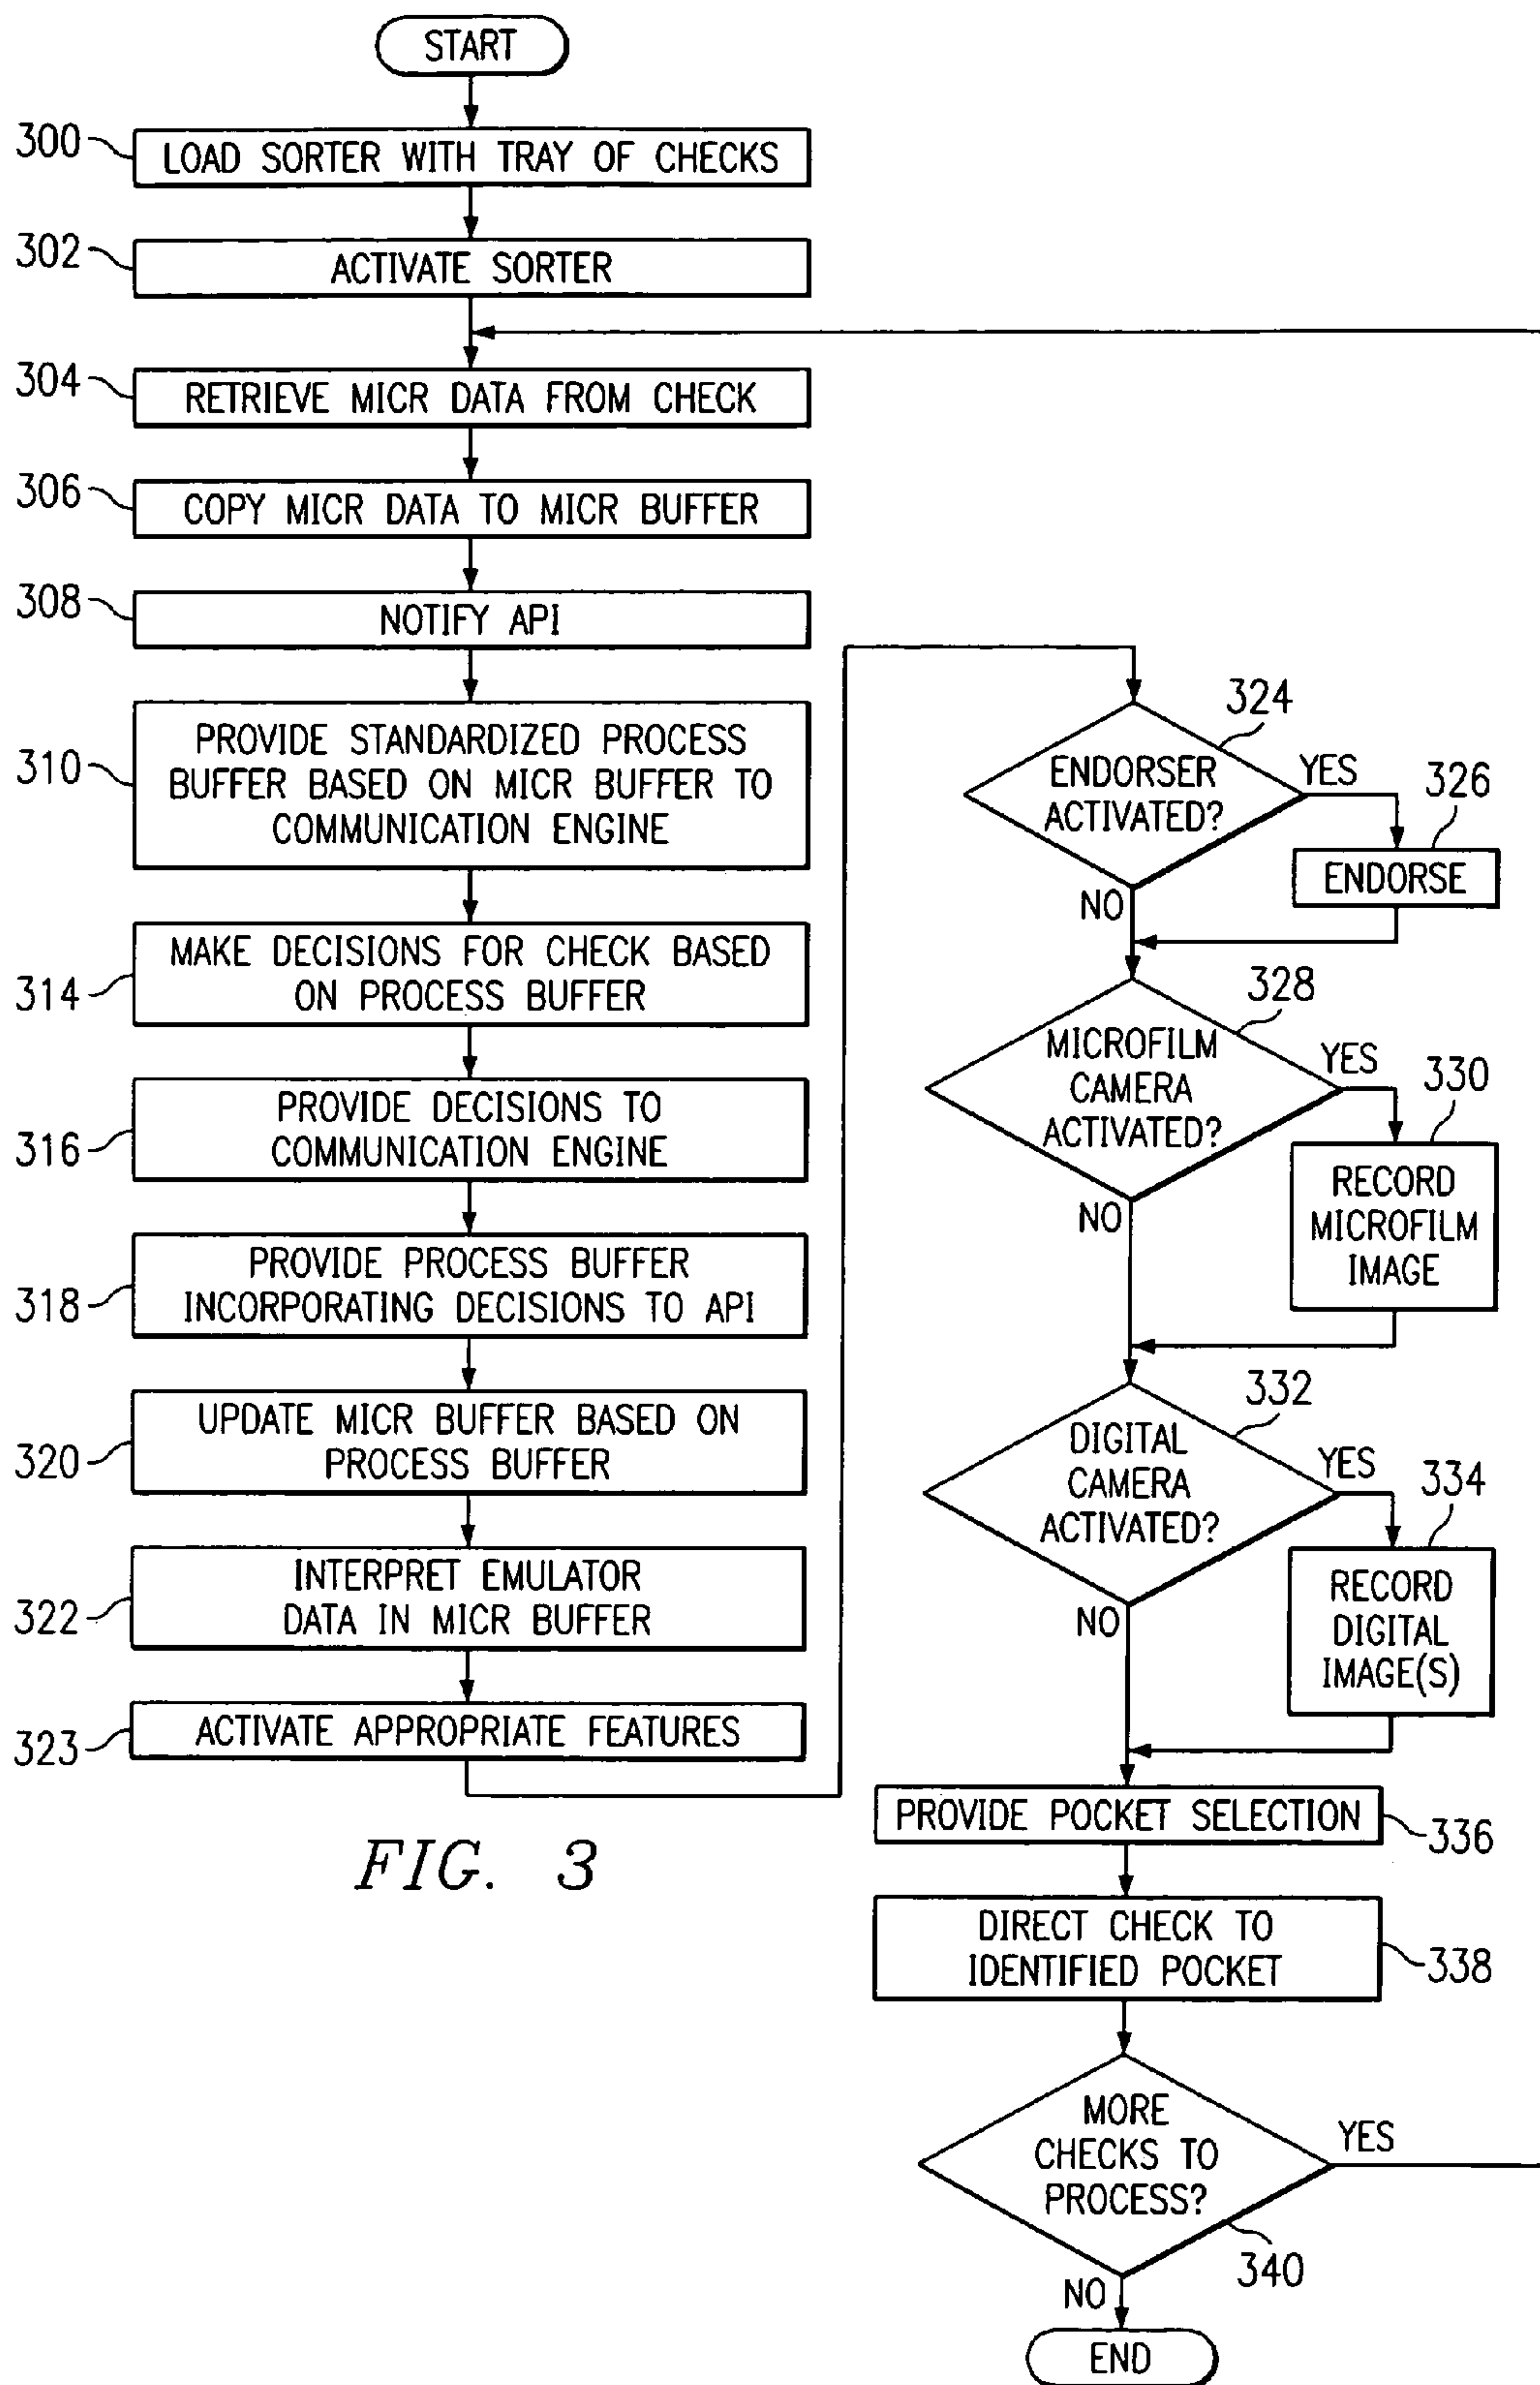 START
300
LOAD SORTER WITH TRAY OF CHECKS
302
ACTIVATE SORTER
304
RETRIEVE MICR DATA FROM CHECK
306
COPY MICR DATA TO MICR BUFFER
308
NOTIFY API
310
PROVIDE STANDARDIZED PROCESS
BUFFER BASED ON MICR BUFFER TO
COMMUNICATION ENGINE
314
MAKE DECISIONS FOR CHECK BASED
ON PROCESS BUFFER
316
PROVIDE DECISIONS TO
COMMUNICATION ENGINE
318
PROVIDE PROCESS BUFFER
INCORPORATING DECISIONS TO API
320
UPDATE MICR BUFFER BASED ON
PROCESS BUFFER
322
INTERPRET EMULATOR
DATA IN MICR BUFFER
323
ACTIVATE APPROPRIATE FEATURES
324
ENDORSER
ACTIVATED?
YES
326
ENDORSE
NO
328
MICROFILM
CAMERA
ACTIVATED?
YES
330
RECORD
MICROFILM
IMAGE
NO
332
DIGITAL
CAMERA
ACTIVATED?
YES
334
RECORD
DIGITAL
IMAGE(S)
NO
PROVIDE POCKET SELECTION
336
DIRECT CHECK TO
IDENTIFIED POCKET
338
MORE
CHECKS TO
PROCESS?
YES
340
NO
END
FIG. 3